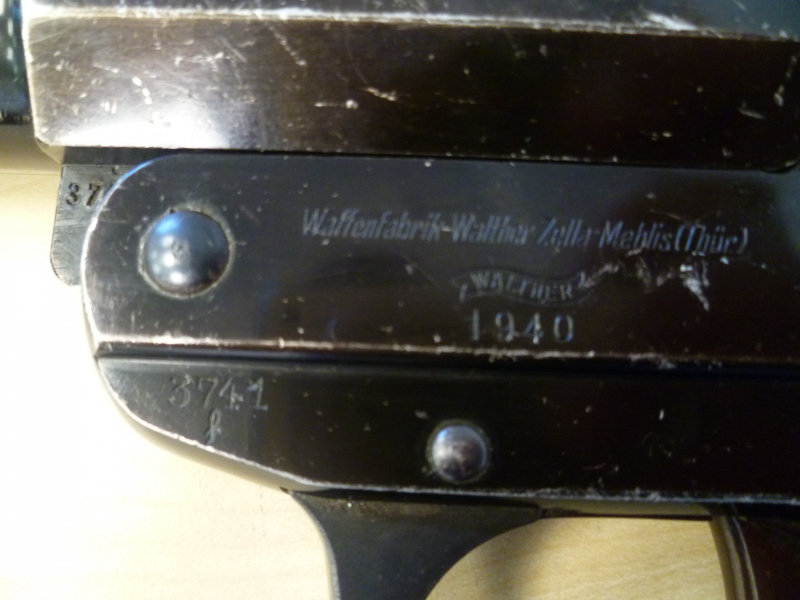 37
Waffenfabrik-Walther Zella-Mehlis(Thür)
WALTHER
1940
3741
f